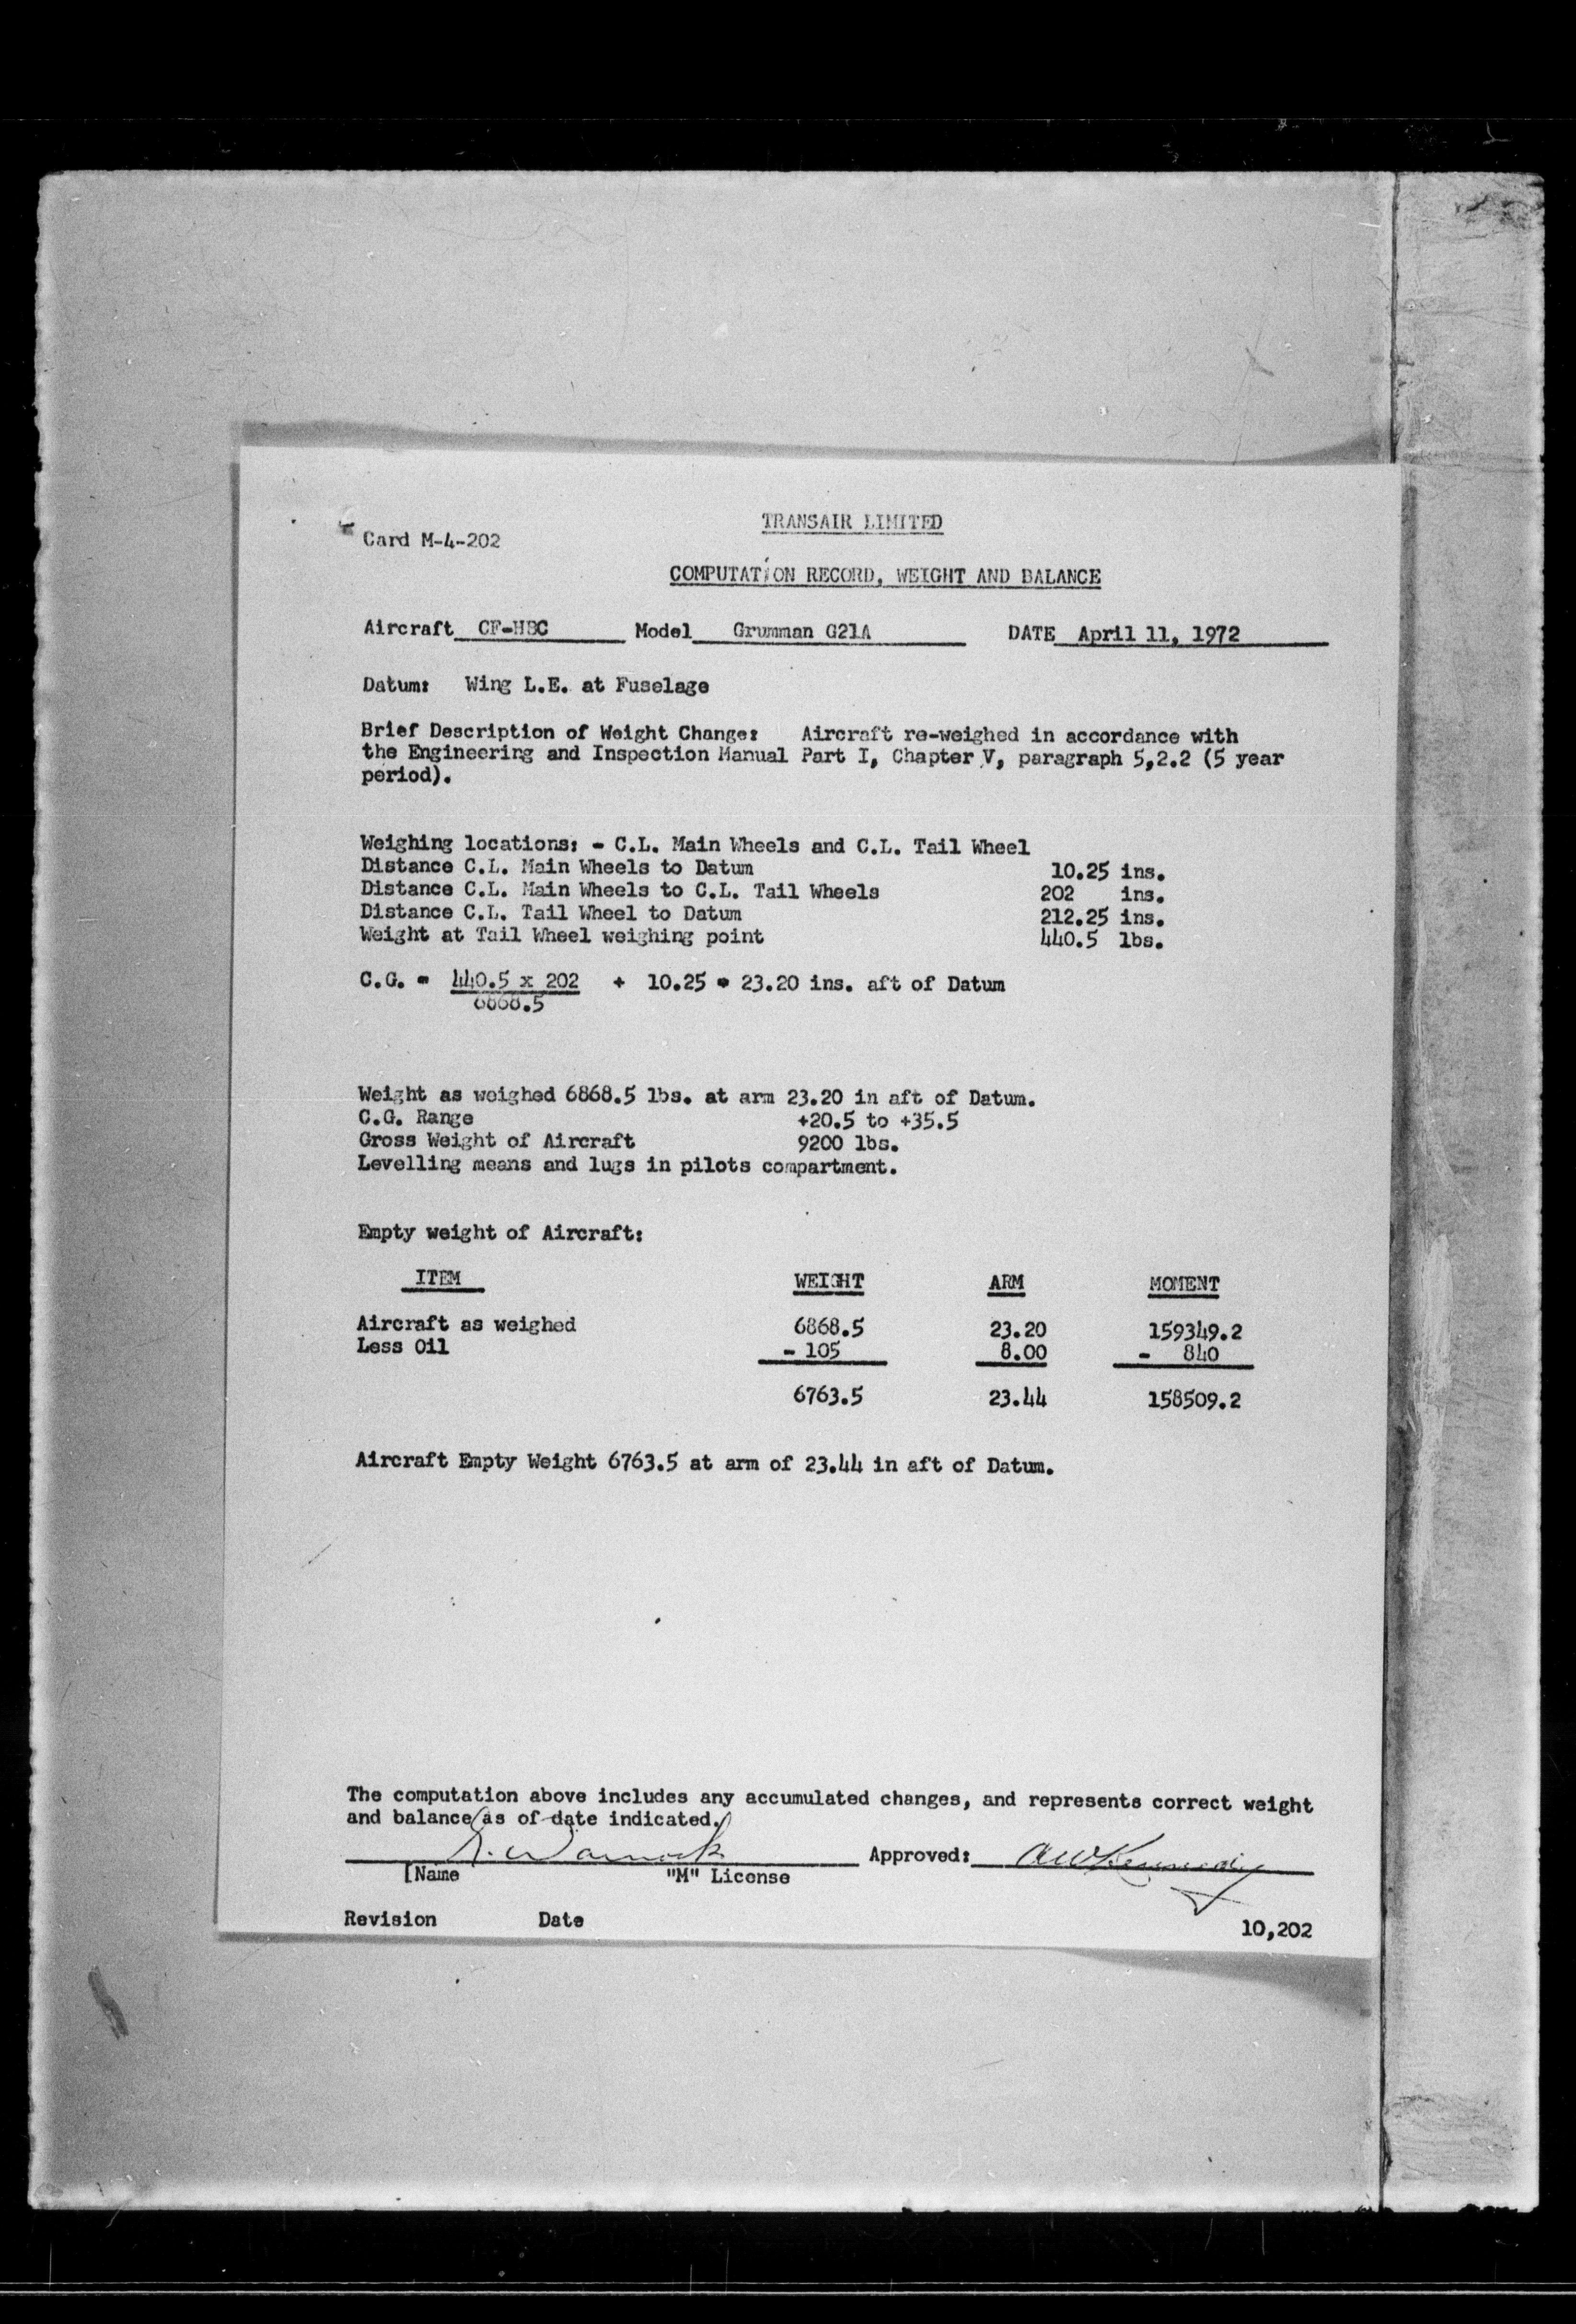 TRANSAIR LIMITED
Card M-4-202
COMPUTATION RECORD, WEIGHT AND BALANCE
Aircraft CF-HBC Model Grumman G21A DATE April 11, 1972
Datum: Wing L.E. at Fuselage
Brief Description of Weight Change: Aircraft re-weighed in accordance with
the Engineering and Inspection Manual Part I, Chapter V, paragraph 5,2.2 (5 year
period).
Weighing locations: - C.L. Main Wheels and C.L. Tail Wheel
Distance C.L. Main Wheels to Datum 10.25 ins.
Distance C.L. Main Wheels to C.L. Tail Wheels 202 ins.
Distance C.L. Tail Wheel to Datum 212.25 ins.
Weight at Tail Wheel weighing point 440.5 lbs.
C.G. = 440.5 x 202 + 10.25 = 23.20 ins. aft of Datum
6868.5
Weight as weighed 6868.5 lbs. at arm 23.20 in aft of Datum.
C.G. Range +20.5 to +35.5
Gross Weight of Aircraft 9200 lbs.
Levelling means and lugs in pilots compartment.
Empty weight of Aircraft:
ITEM WEIGHT ARM MOMENT
Aircraft as weighed 6868.5 23.20 159349.2
Less Oil - 105 8.00 - 840
6763.5 23.44 158509.2
Aircraft Empty Weight 6763.5 at arm of 23.44 in aft of Datum.
The computation above includes any accumulated changes, and represents correct weight
and balance as of date indicated.
Approved: AWKennedy
[Name "M" License
Revision Date 10,202